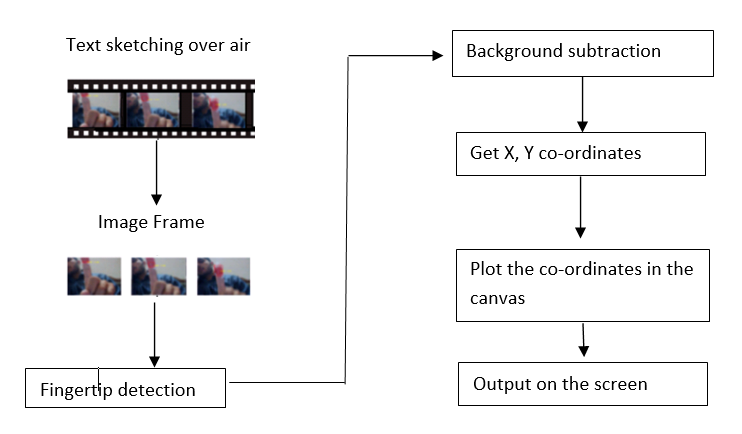 Text sketching over air
Image Frame
Fingertip detection
Background subtraction
Get X, Y co-ordinates
Plot the co-ordinates in the
canvas
Output on the screen